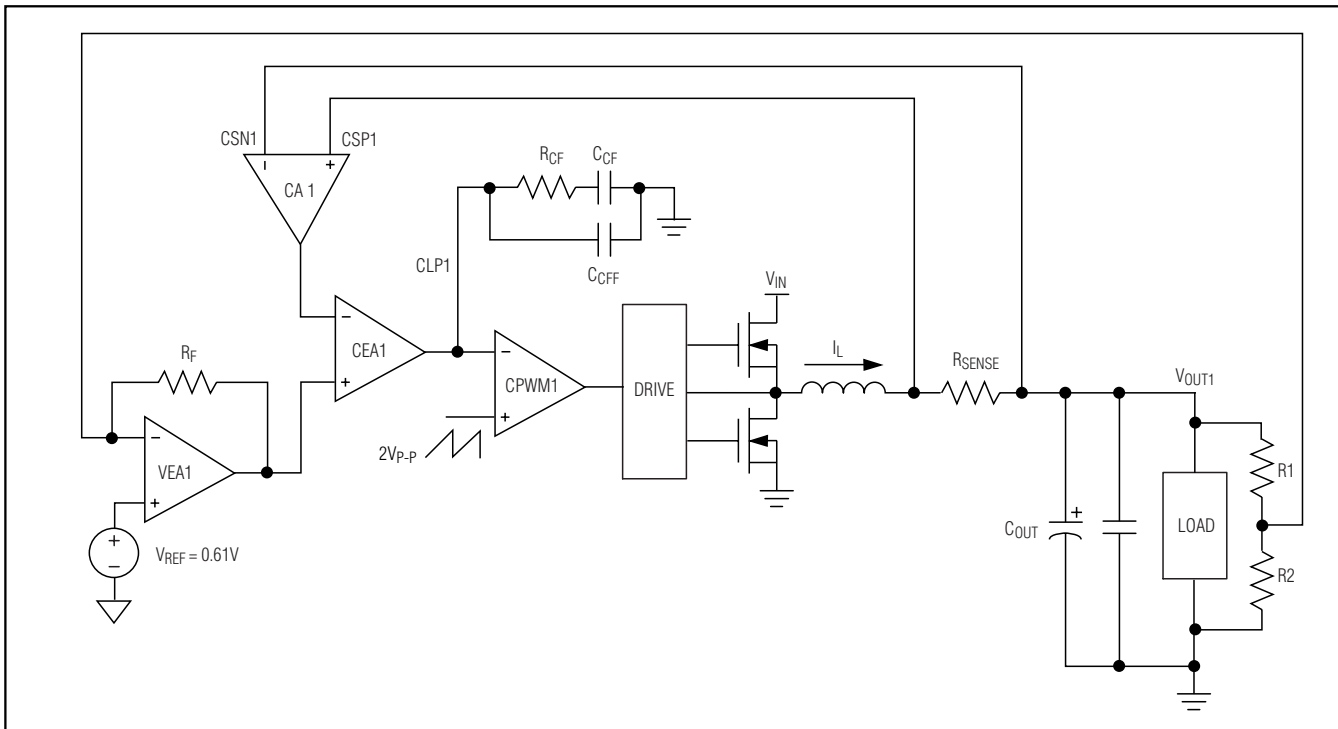 CSN1
CSP1
−
+
CA 1
R_CF
C_CF
C_CFF
CLP1
V_IN
−
CEA1
+
−
CPWM1
+
2V_P-P
DRIVE
I_L
R_SENSE
V_OUT1
R_F
−
VEA1
+
+
−
V_REF = 0.61V
+
C_OUT
LOAD
R1
R2